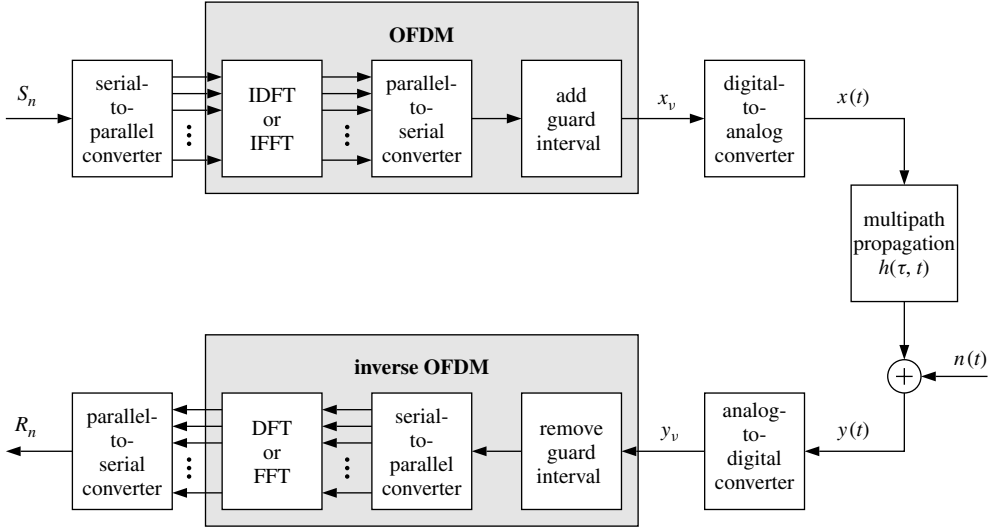 OFDM
S_n
serial-
to-
parallel
converter
IDFT
or
IFFT
parallel-
to-
serial
converter
add
guard
interval
x_ν
digital-
to-
analog
converter
x(t)
multipath
propagation
h(τ, t)
inverse OFDM
R_n
parallel-
to-
serial
converter
DFT
or
FFT
serial-
to-
parallel
converter
remove
guard
interval
y_ν
analog-
to-
digital
converter
y(t)
+
n(t)